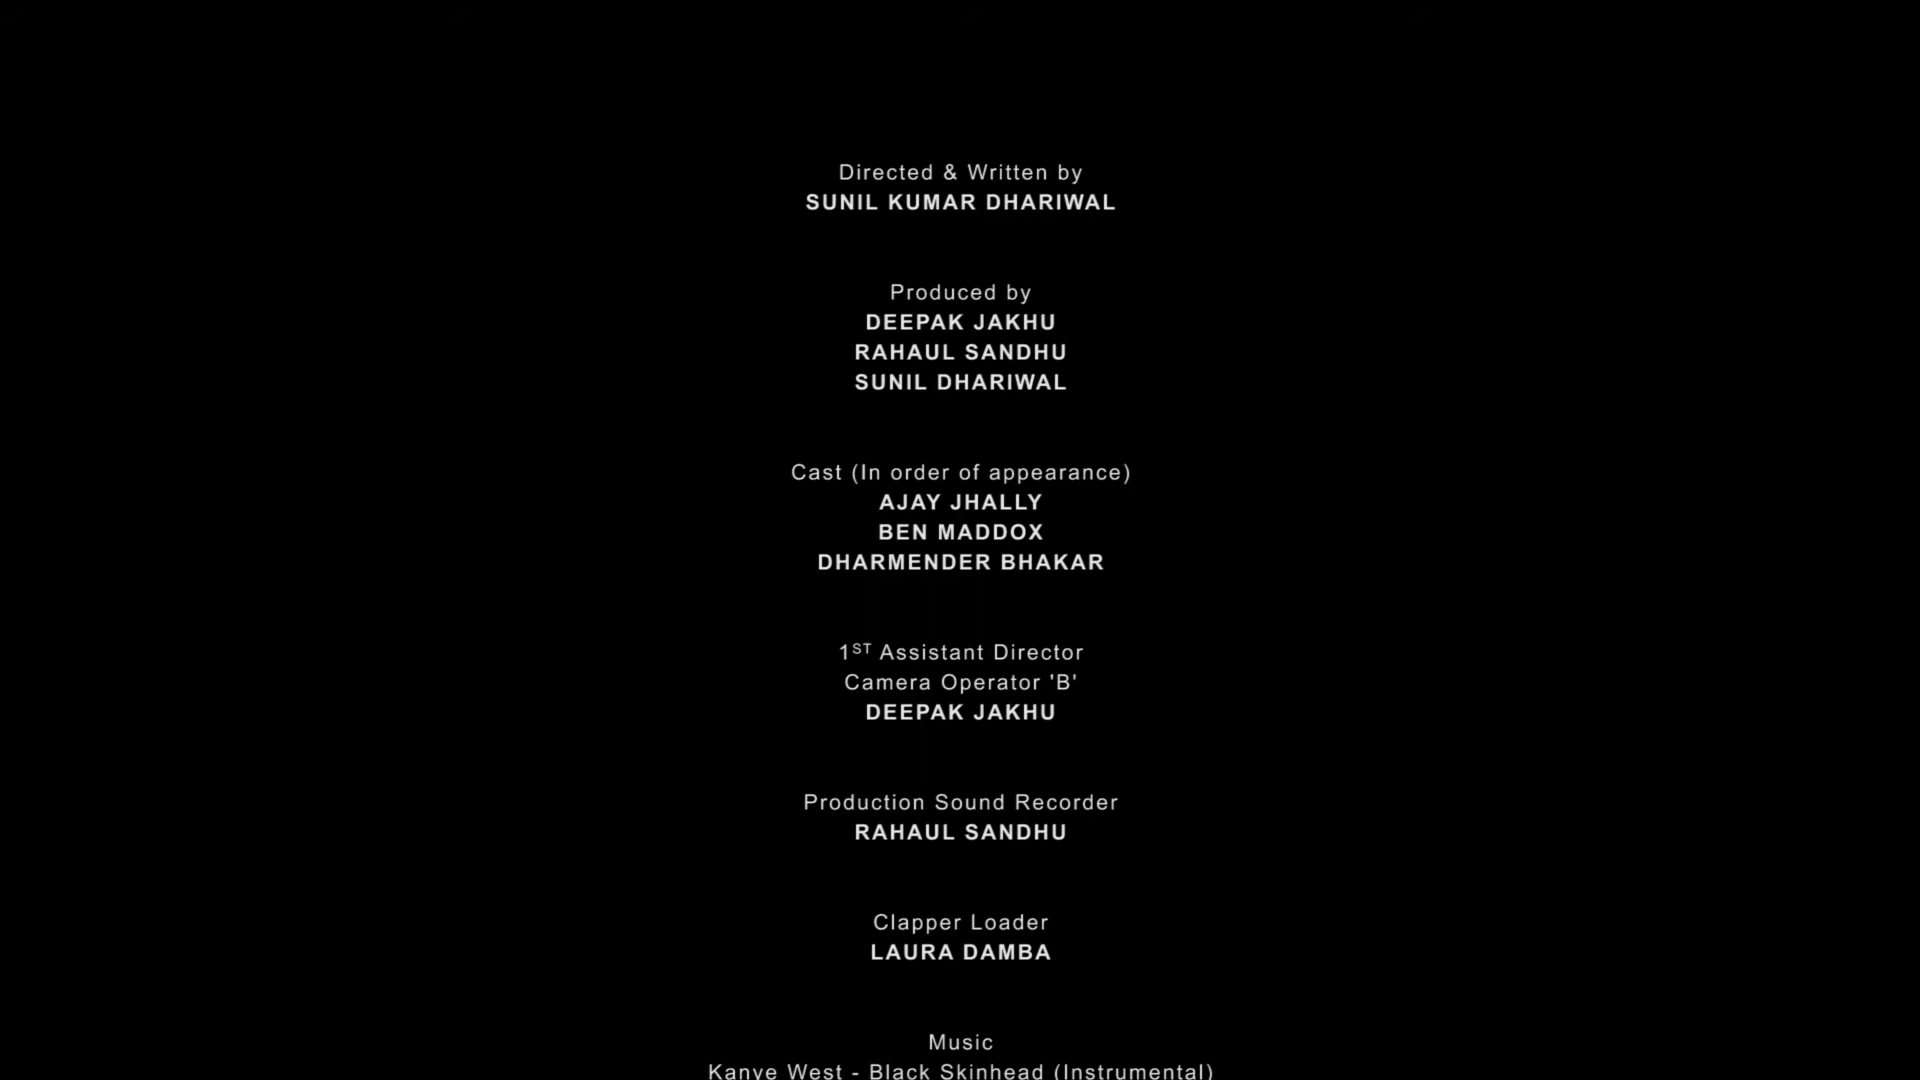 Directed & Written by
SUNIL KUMAR DHARIWAL
Produced by
DEEPAK JAKHU
RAHAUL SANDHU
SUNIL DHARIWAL
Cast (In order of appearance)
AJAY JHALLY
BEN MADDOX
DHARMENDER BHAKAR
1ST Assistant Director
Camera Operator 'B'
DEEPAK JAKHU
Production Sound Recorder
RAHAUL SANDHU
Clapper Loader
LAURA DAMBA
Music
Kanye West - Black Skinhead (Instrumental)